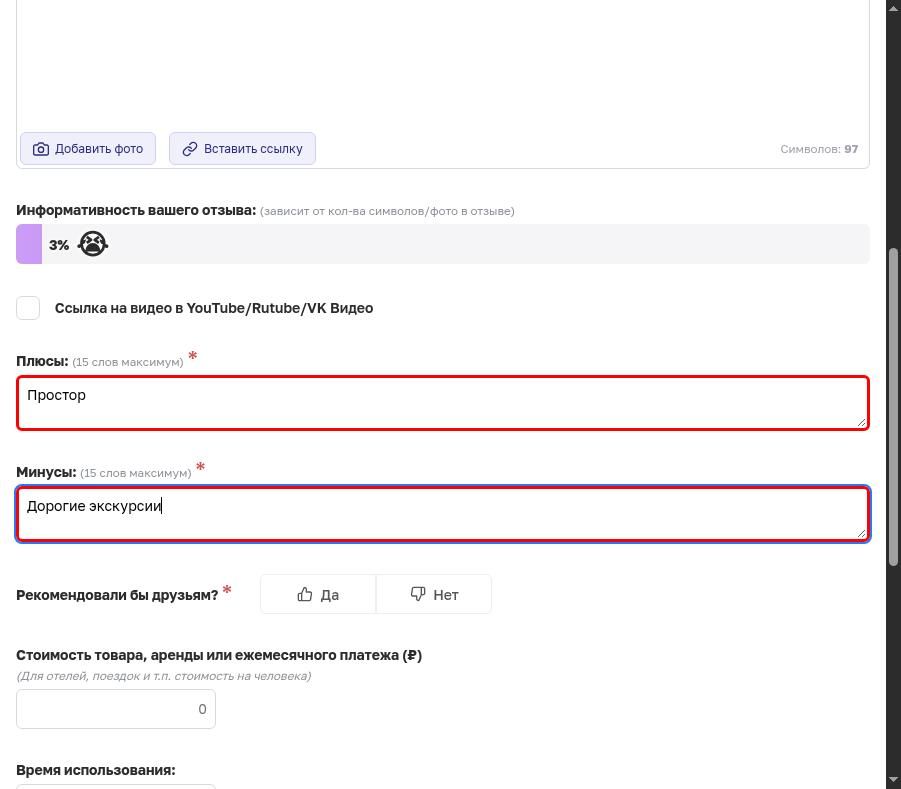 Добавить фото
Вставить ссылку
Символов: 97
Информативность вашего отзыва: (зависит от кол-ва символов/фото в отзыве)
3%
Ссылка на видео в YouTube/Rutube/VK Видео
Плюсы: (15 слов максимум) *
Простор
Минусы: (15 слов максимум) *
Дорогие экскурсии
Рекомендовали бы друзьям? *
Да
Нет
Стоимость товара, аренды или ежемесячного платежа (₽)
(Для отелей, поездок и т.п. стоимость на человека)
0
Время использования: